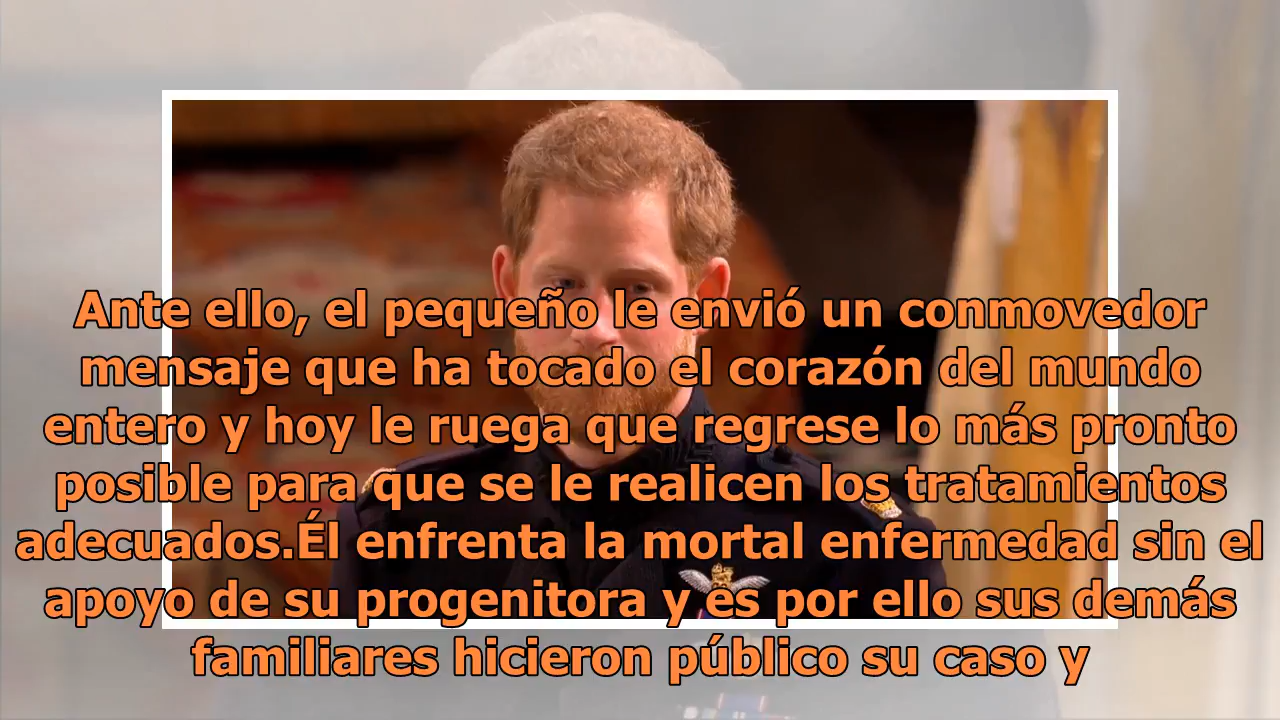 Ante ello, el pequeño le envió un conmovedor
mensaje que ha tocado el corazón del mundo
entero y hoy le ruega que regrese lo más pronto
posible para que se le realicen los tratamientos
adecuados.Él enfrenta la mortal enfermedad sin el
apoyo de su progenitora y es por ello sus demás
familiares hicieron público su caso y